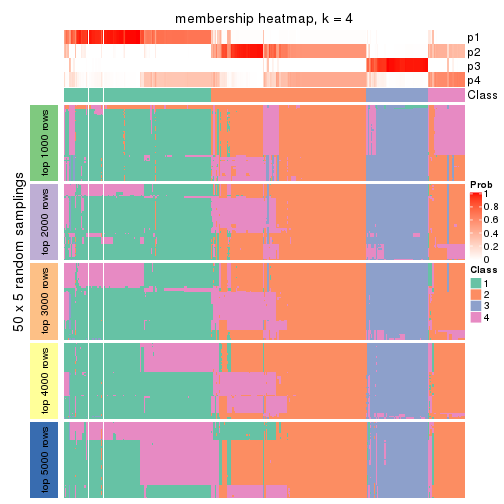 membership heatmap, k = 4
p1
p2
p3
p4
Class
50 x 5 random samplings
top 1000 rows
top 2000 rows
top 3000 rows
top 4000 rows
top 5000 rows
Prob
1
0.8
0.6
0.4
0.2
0
Class
1
2
3
4